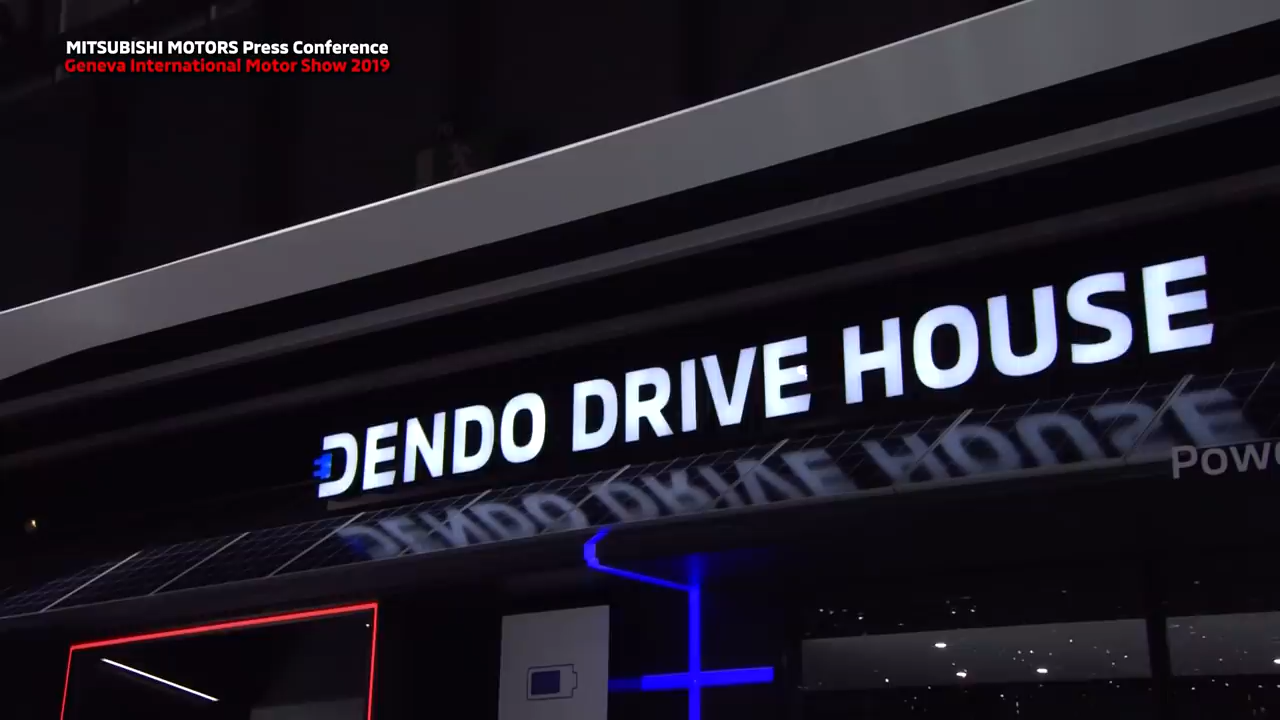 MITSUBISHI MOTORS Press Conference
Geneva International Motor Show 2019
DENDO DRIVE HOUSE